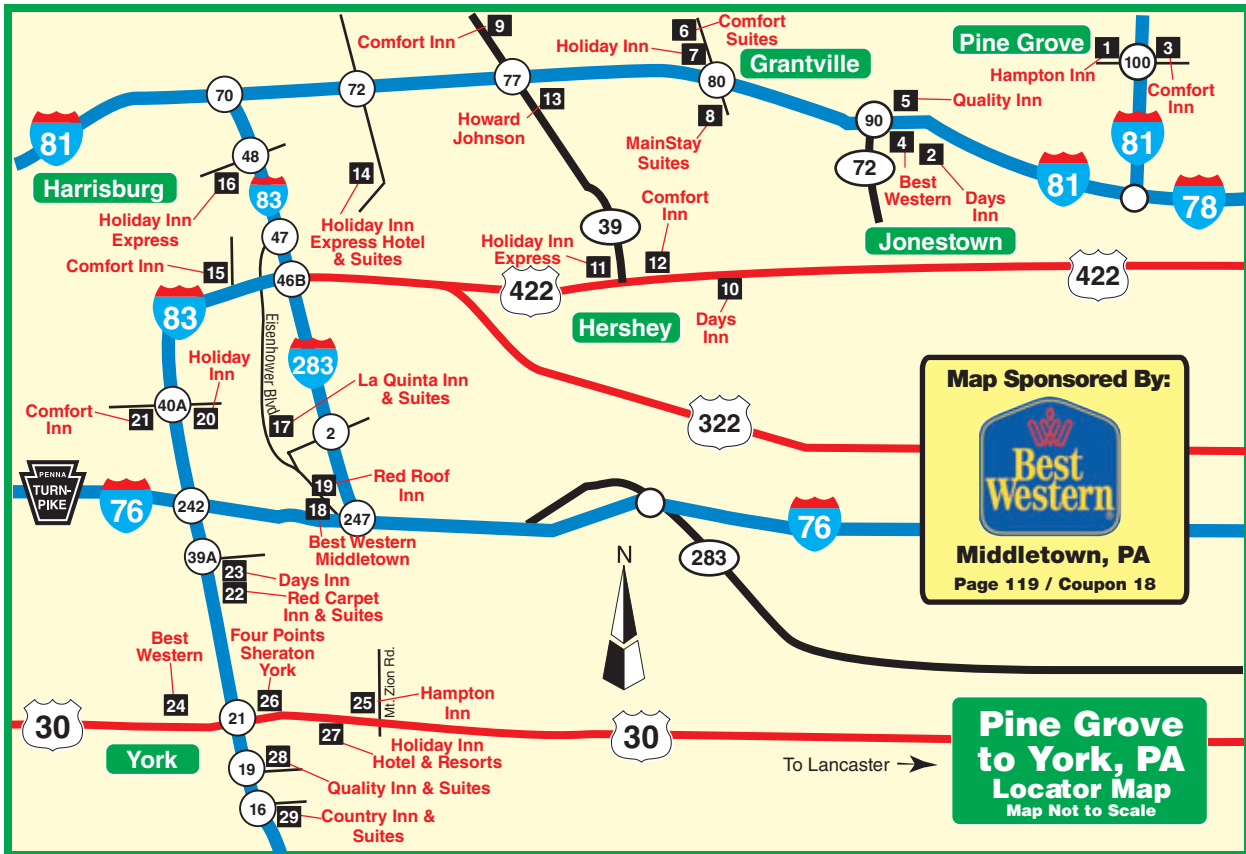 9
Comfort Inn
6
Comfort
Suites
Holiday Inn
7
Grantville
Pine Grove
1
3
100
Hampton Inn
Comfort
Inn
70
72
77
80
13
Howard
Johnson
8
MainStay
Suites
5
Quality Inn
90
4
2
Best
Western
Days
Inn
72
81
81
81
78
48
Harrisburg
16
83
14
Holiday Inn
Express
Holiday Inn
Express Hotel
& Suites
39
Comfort
Inn
Jonestown
47
Comfort Inn
15
46B
Holiday Inn
Express
11
12
422
422
10
Days
Inn
Hershey
83
Eisenhower Blvd
283
Holiday
Inn
La Quinta Inn
& Suites
Comfort
Inn
21
40A
20
17
2
322
Map Sponsored By:
Best
Western
®
Middletown, PA
Page 119 / Coupon 18
PENNA
TURN-
PIKE
76
242
19
Red Roof
Inn
18
247
Best Western
Middletown
76
283
39A
23
Days Inn
22
Red Carpet
Inn & Suites
N
Best
Western
24
Four Points
Sheraton
York
26
25
Mt. Zion Rd.
Hampton
Inn
30
21
27
Holiday Inn
Hotel & Resorts
30
York
19
28
Quality Inn & Suites
16
29
Country Inn &
Suites
To Lancaster
Pine Grove
to York, PA
Locator Map
Map Not to Scale